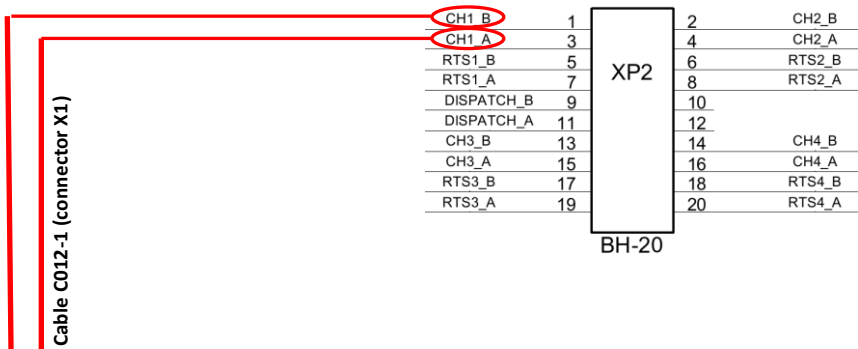 CH1_B 1 2 CH2_B
CH1_A 3 4 CH2_A
RTS1_B 5 6 RTS2_B
RTS1_A 7 8 RTS2_A
XP2
DISPATCH_B 9 10
DISPATCH_A 11 12
CH3_B 13 14 CH4_B
CH3_A 15 16 CH4_A
RTS3_B 17 18 RTS4_B
RTS3_A 19 20 RTS4_A
BH-20
Cable C012-1 (connector X1)